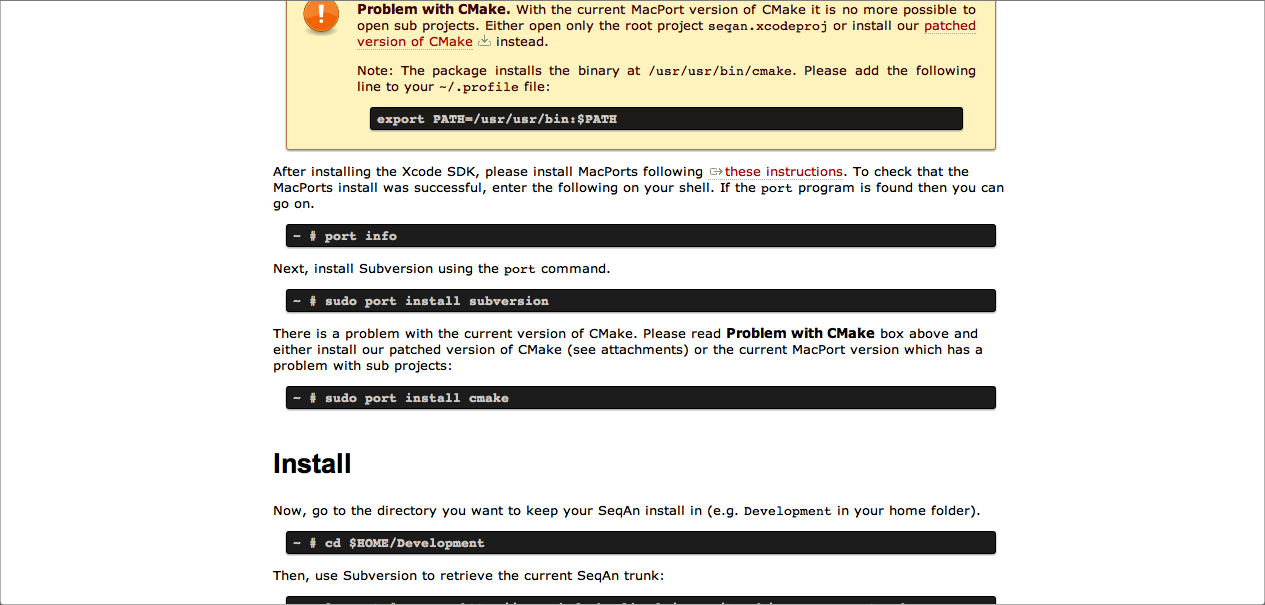 Problem with CMake. With the current MacPort version of CMake it is no more possible to
open sub projects. Either open only the root project seqan.xcodeproj or install our patched
version of CMake instead.
Note: The package installs the binary at /usr/usr/bin/cmake. Please add the following
line to your ~/.profile file:
export PATH=/usr/usr/bin:$PATH
After installing the Xcode SDK, please install MacPorts following these instructions. To check that the
MacPorts install was successful, enter the following on your shell. If the port program is found then you can
go on.
~ # port info
Next, install Subversion using the port command.
~ # sudo port install subversion
There is a problem with the current version of CMake. Please read Problem with CMake box above and
either install our patched version of CMake (see attachments) or the current MacPort version which has a
problem with sub projects:
~ # sudo port install cmake
Install
Now, go to the directory you want to keep your SeqAn install in (e.g. Development in your home folder).
~ # cd $HOME/Development
Then, use Subversion to retrieve the current SeqAn trunk: